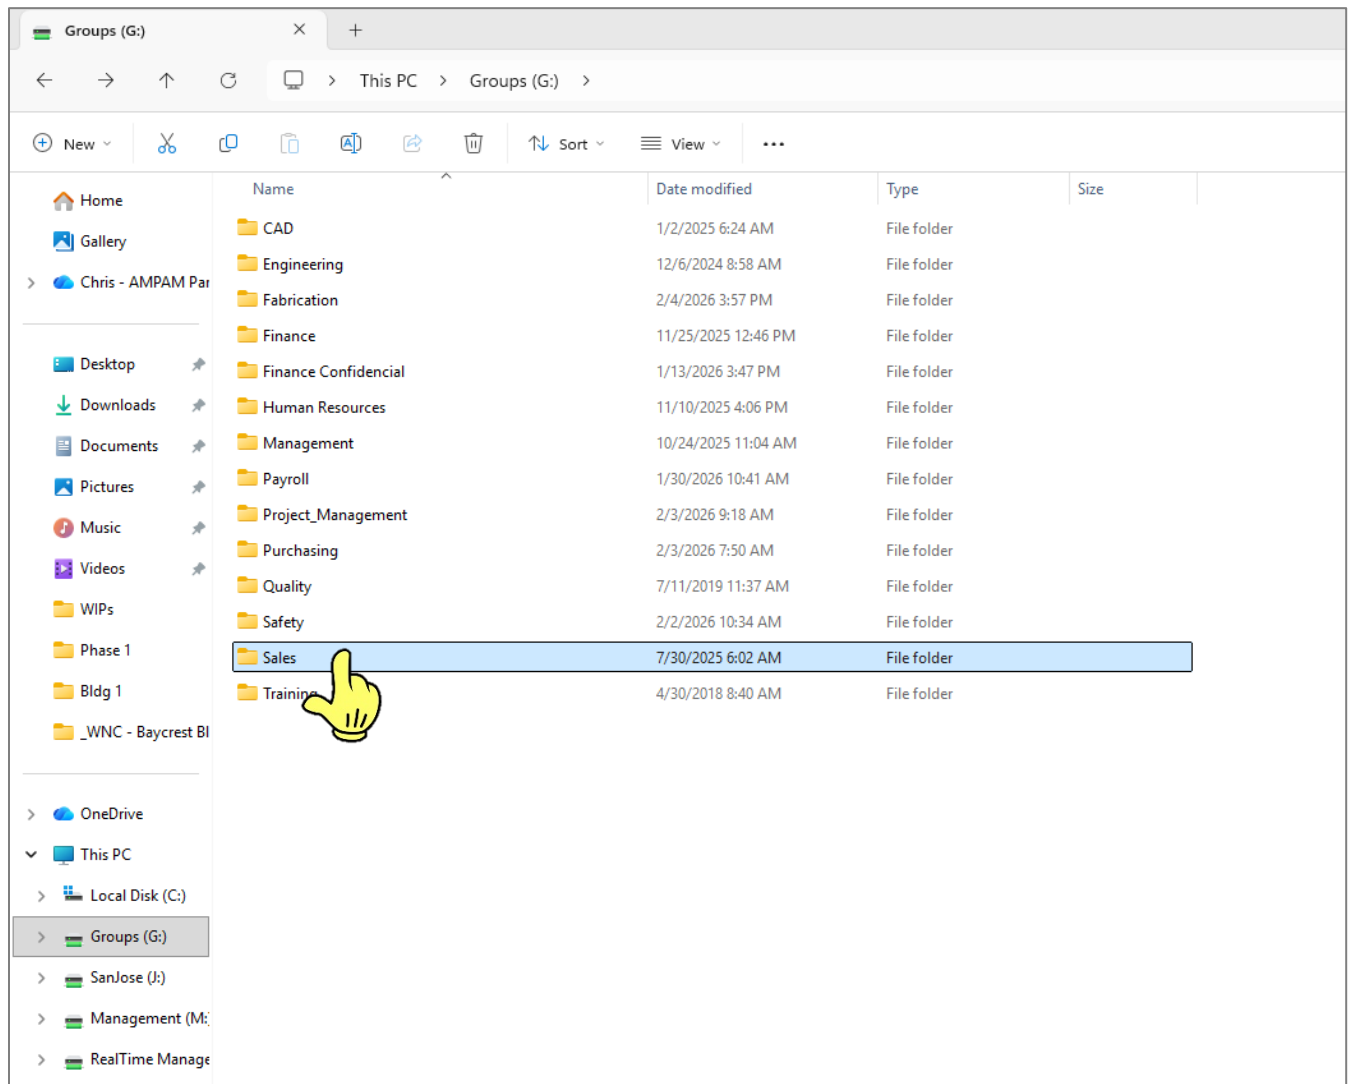 Groups (G:)
This PC > Groups (G:) >
New
Sort
View
Name Date modified Type Size
Home
Gallery
Chris - AMPAM Par
Desktop
Downloads
Documents
Pictures
Music
Videos
WIPs
Phase 1
Bldg 1
_WNC - Baycrest Bl
OneDrive
This PC
Local Disk (C:)
Groups (G:)
SanJose (J:)
Management (M:
RealTime Manage
CAD 1/2/2025 6:24 AM File folder
Engineering 12/6/2024 8:58 AM File folder
Fabrication 2/4/2026 3:57 PM File folder
Finance 11/25/2025 12:46 PM File folder
Finance Confidencial 1/13/2026 3:47 PM File folder
Human Resources 11/10/2025 4:06 PM File folder
Management 10/24/2025 11:04 AM File folder
Payroll 1/30/2026 10:41 AM File folder
Project_Management 2/3/2026 9:18 AM File folder
Purchasing 2/3/2026 7:50 AM File folder
Quality 7/11/2019 11:37 AM File folder
Safety 2/2/2026 10:34 AM File folder
Sales 7/30/2025 6:02 AM File folder
Training 4/30/2018 8:40 AM File folder